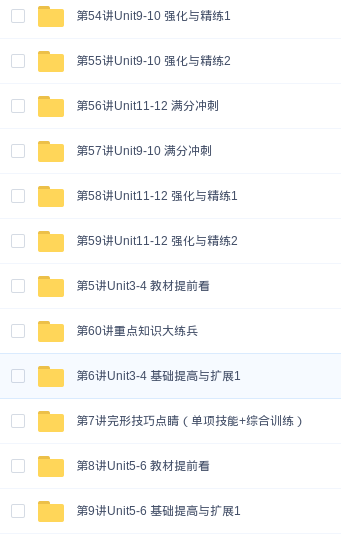 第54讲Unit9-10 强化与精练1
第55讲Unit9-10 强化与精练2
第56讲Unit11-12 满分冲刺
第57讲Unit9-10 满分冲刺
第58讲Unit11-12 强化与精练1
第59讲Unit11-12 强化与精练2
第5讲Unit3-4 教材提前看
第60讲重点知识大练兵
第6讲Unit3-4 基础提高与扩展1
第7讲完形技巧点睛（单项技能+综合训练）
第8讲Unit5-6 教材提前看
第9讲Unit5-6 基础提高与扩展1